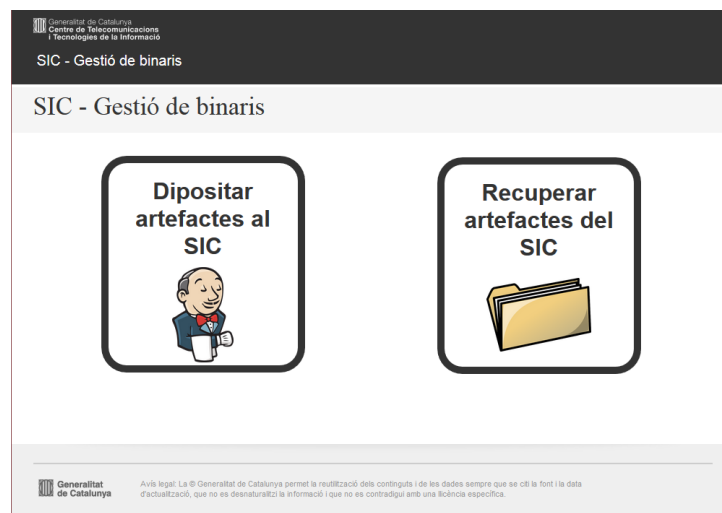 Generalitat de Catalunya
Centre de Telecomunicacions
i Tecnologies de la Informació
SIC - Gestió de binaris
SIC - Gestió de binaris
Dipositar
artefactes al
SIC
Recuperar
artefactes del
SIC
Generalitat
de Catalunya
Avís legal: La © Generalitat de Catalunya permet la reutilització dels continguts i de les dades sempre que se citi la font i la data
d'actualització, que no es desnaturalitzi la informació i que no es contradigui amb una llicència específica.